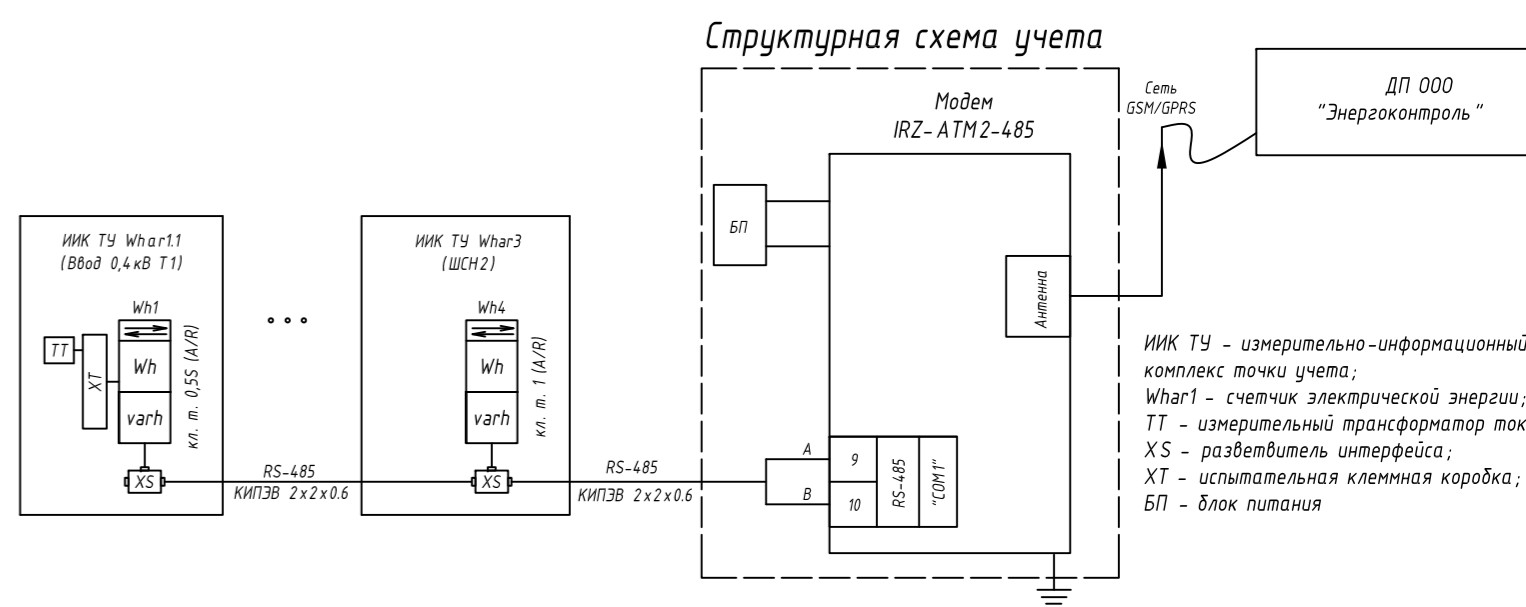 Структурная схема учета
ИИК ТУ Whar1.1
(Ввод 0,4кВ Т1)
Wh1
ТТ
XT
Wh
varh
кл. т. 0,5S (A/R)
XS
RS-485
КИПЭВ 2x2x0.6
ИИК ТУ Whar3
(ШСН2)
Wh4
Wh
varh
кл. т. 1 (A/R)
XS
RS-485
КИПЭВ 2x2x0.6
Модем
IRZ-ATM2-485
БП
Антенна
A
B
9
10
RS-485
"COM1"
Сеть
GSM/GPRS
ДП ООО
"Энергоконтроль"
ИИК ТУ - измерительно-информационный
комплекс точки учета;
Whar1 - счетчик электрической энергии;
ТТ - измерительный трансформатор ток
XS - разветвитель интерфейса;
XT - испытательная клеммная коробка;
БП - блок питания